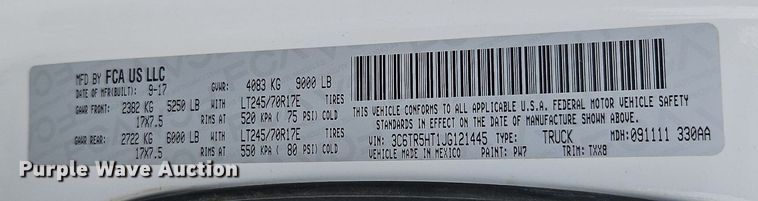 MFD BY FCA US LLC
DATE OF MFR(BUILT): 9-17 GVWR: 4083 KG 9000 LB
GAWR FRONT: 2382 KG 5250 LB WITH LT245/70R17E TIRES
17X7.5 RIMS AT 520 KPA ( 75 PSI) COLD
GAWR REAR: 2722 KG 6000 LB WITH LT245/70R17E TIRES
17X7.5 RIMS AT 550 KPA ( 80 PSI) COLD
THIS VEHICLE CONFORMS TO ALL APPLICABLE U.S.A. FEDERAL MOTOR VEHICLE SAFETY
STANDARDS IN EFFECT ON THE DATE OF MANUFACTURE SHOWN ABOVE.
VIN: 3C6TR5HT1JG121445 TYPE: TRUCK MDH: 091111 330AA
VEHICLE MADE IN MEXICO PAINT: PW7 TRIM: TXX8
Purple Wave Auction